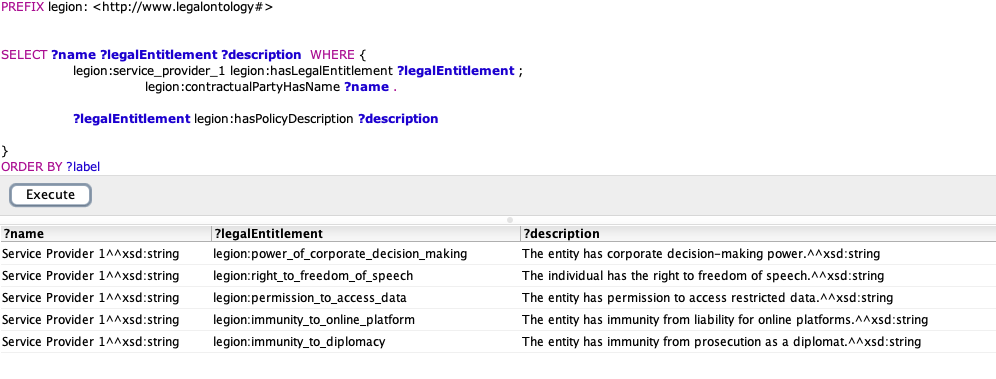 PREFIX legion: <http://www.legalontology#>
SELECT ?name ?legalEntitlement ?description WHERE {
legion:service_provider_1 legion:hasLegalEntitlement ?legalEntitlement ;
legion:contractualPartyHasName ?name .
?legalEntitlement legion:hasPolicyDescription ?description
}
ORDER BY ?label
Execute
?name ?legalEntitlement ?description
Service Provider 1^^xsd:string legion:power_of_corporate_decision_making The entity has corporate decision-making power.^^xsd:string
Service Provider 1^^xsd:string legion:right_to_freedom_of_speech The individual has the right to freedom of speech.^^xsd:string
Service Provider 1^^xsd:string legion:permission_to_access_data The entity has permission to access restricted data.^^xsd:string
Service Provider 1^^xsd:string legion:immunity_to_online_platform The entity has immunity from liability for online platforms.^^xsd:string
Service Provider 1^^xsd:string legion:immunity_to_diplomacy The entity has immunity from prosecution as a diplomat.^^xsd:string